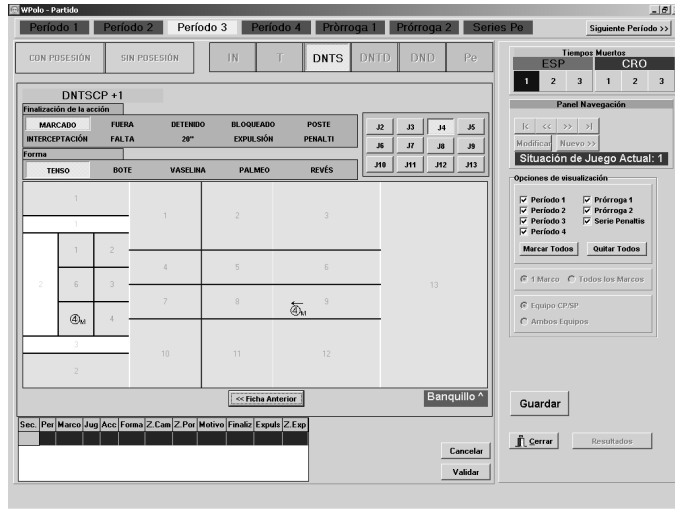 WPolo - Partido
Período 1 Período 2 Período 3 Período 4 Pròrroga 1 Prórroga 2 Series Pe
Siguiente Período >>
CON POSESIÓN SIN POSESIÓN IN T DNTS DNTD DND Pe
Tiempos Muertos
ESP CRO
1 2 3 1 2 3
DNTSCP +1
Finalización de la acción
MARCADO FUERA DETENIDO BLOQUEADO POSTE
INTERCEPTACIÓN FALTA 20" EXPULSIÓN PENALTI
Forma
TENSO BOTE VASELINA PALMEO REVÉS
J2 J3 J4 J5
J6 J7 J8 J9
J10 J11 J12 J13
Panel Navegación
|< << >> >|
Modificar Nuevo >>
Situación de Juego Actual: 1
Opciones de visualización
Período 1 Prórroga 1
Período 2 Prórroga 2
Período 3 Serie Penaltis
Período 4
Marcar Todos Quitar Todos
1 Marco Todos los Marcos
Equipo CP/SP
Ambos Equipos
1
1
1 2
2 6 3
4 M 4
3
2
1 2 3
4 5 6
7 8 9
4 M
10 11 12
13
<< Ficha Anterior
Banquillo ^
Sec. Per Marco Jug Acc Forma Z.Cam Z.Por Motivo Finaliz Expuls Z.Exp
Cancelar
Validar
Guardar
Cerrar Resultados